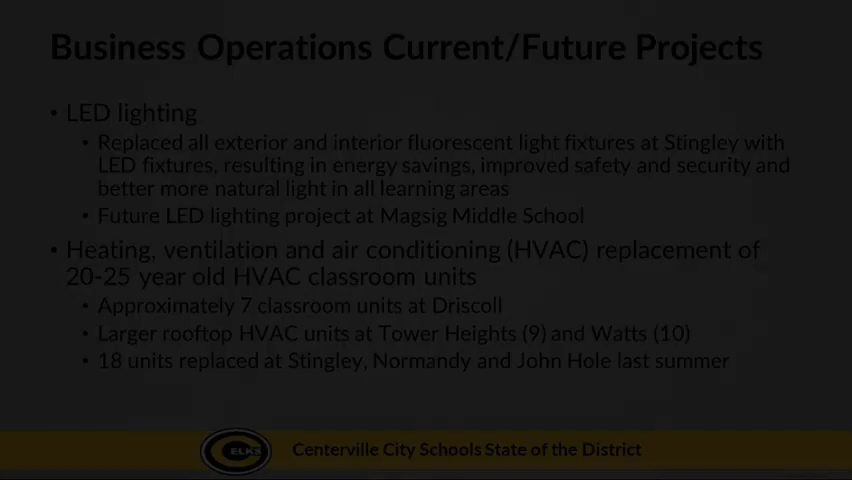 Business Operations Current/Future Projects
• LED lighting
• Replaced all exterior and interior fluorescent light fixtures at Stingley with
LED fixtures, resulting in energy savings, improved safety and security and
better more natural light in all learning areas
• Future LED lighting project at Magsig Middle School
• Heating, ventilation and air conditioning (HVAC) replacement of
20-25 year old HVAC classroom units
• Approximately 7 classroom units at Driscoll
• Larger rooftop HVAC units at Tower Heights (9) and Watts (10)
• 18 units replaced at Stingley, Normandy and John Hole last summer
ELKS
Centerville City Schools State of the District